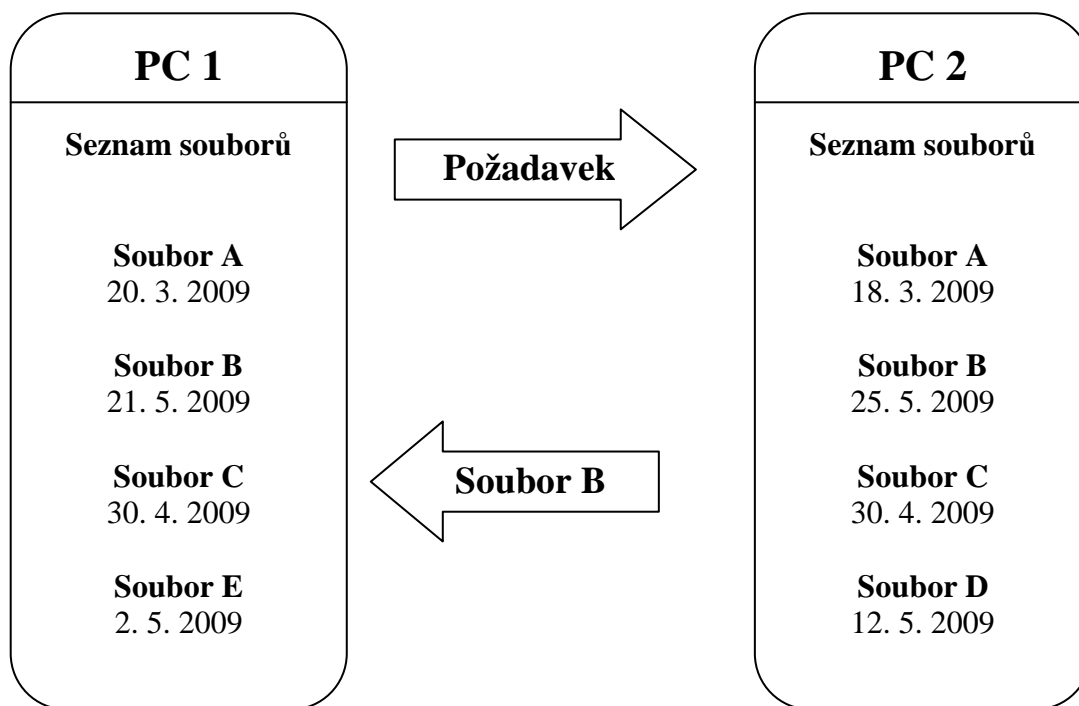 PC 1
Seznam souborů
Soubor A
20. 3. 2009
Soubor B
21. 5. 2009
Soubor C
30. 4. 2009
Soubor E
2. 5. 2009
Požadavek
Soubor B
PC 2
Seznam souborů
Soubor A
18. 3. 2009
Soubor B
25. 5. 2009
Soubor C
30. 4. 2009
Soubor D
12. 5. 2009